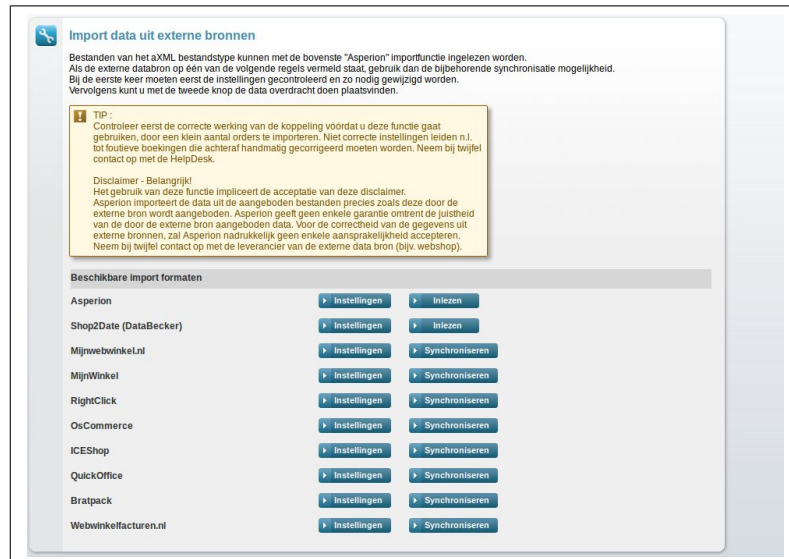 Import data uit externe bronnen
Bestanden van het aXML bestandstype kunnen met de bovenste "Asperion" importfunctie ingelezen worden.
Als de externe databron op één van de volgende regels vermeld staat, gebruik dan de bijbehorende synchronisatie mogelijkheid.
Bij de eerste keer moeten eerst de instellingen gecontroleerd en zo nodig gewijzigd worden.
Vervolgens kunt u met de tweede knop de data overdracht doen plaatsvinden.
TIP :
Controleer eerst de correcte werking van de koppeling vóórdat u deze functie gaat
gebruiken, door een klein aantal orders te importeren. Niet correcte instellingen leiden n.l.
tot foutieve boekingen die achteraf handmatig gecorrigeerd moeten worden. Neem bij twijfel
contact op met de HelpDesk.
Disclaimer - Belangrijk!
Het gebruik van deze functie impliceert de acceptatie van deze disclaimer.
Asperion importeert de data uit de aangeboden bestanden precies zoals deze door de
externe bron wordt aangeboden. Asperion geeft geen enkele garantie omtrent de juistheid
van de door de externe bron aangeboden data. Voor de correctheid van de gegevens uit
externe bronnen, zal Asperion nadrukkelijk geen enkele aansprakelijkheid accepteren.
Neem bij twijfel contact op met de leverancier van de externe data bron (bijv. webshop).
Beschikbare import formaten
Asperion Instellingen Inlezen
Shop2Date (DataBecker) Instellingen Inlezen
Mijnwebwinkel.nl Instellingen Synchroniseren
MijnWinkel Instellingen Synchroniseren
RightClick Instellingen Synchroniseren
OsCommerce Instellingen Synchroniseren
ICEShop Instellingen Synchroniseren
QuickOffice Instellingen Synchroniseren
Bratpack Instellingen Synchroniseren
Webwinkelfacturen.nl Instellingen Synchroniseren